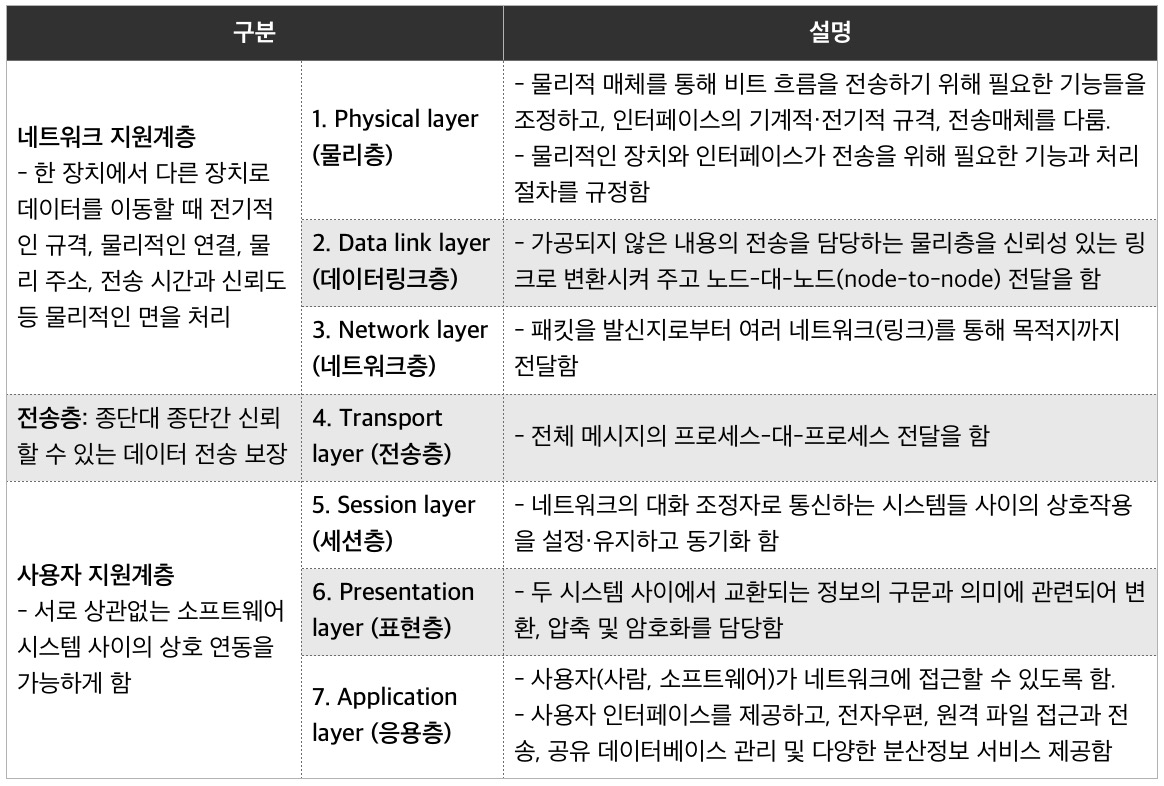 구분
설명
네트워크 지원계층
- 한 장치에서 다른 장치로
데이터를 이동할 때 전기적
인 규격, 물리적인 연결, 물
리 주소, 전송 시간과 신뢰도
등 물리적인 면을 처리
1. Physical layer
(물리층)
- 물리적 매체를 통해 비트 흐름을 전송하기 위해 필요한 기능들을
조정하고, 인터페이스의 기계적·전기적 규격, 전송매체를 다룸.
- 물리적인 장치와 인터페이스가 전송을 위해 필요한 기능과 처리
절차를 규정함
2. Data link layer
(데이터링크층)
- 가공되지 않은 내용의 전송을 담당하는 물리층을 신뢰성 있는 링
크로 변환시켜 주고 노드-대-노드(node-to-node) 전달을 함
3. Network layer
(네트워크층)
- 패킷을 발신지로부터 여러 네트워크(링크)를 통해 목적지까지
전달함
전송층: 종단대 종단간 신뢰
할 수 있는 데이터 전송 보장
4. Transport
layer (전송층)
- 전체 메시지의 프로세스-대-프로세스 전달을 함
사용자 지원계층
- 서로 상관없는 소프트웨어
시스템 사이의 상호 연동을
가능하게 함
5. Session layer
(세션층)
- 네트워크의 대화 조정자로 통신하는 시스템들 사이의 상호작용
을 설정·유지하고 동기화 함
6. Presentation
layer (표현층)
- 두 시스템 사이에서 교환되는 정보의 구문과 의미에 관련되어 변
환, 압축 및 암호화를 담당함
7. Application
layer (응용층)
- 사용자(사람, 소프트웨어)가 네트워크에 접근할 수 있도록 함.
- 사용자 인터페이스를 제공하고, 전자우편, 원격 파일 접근과 전
송, 공유 데이터베이스 관리 및 다양한 분산정보 서비스 제공함